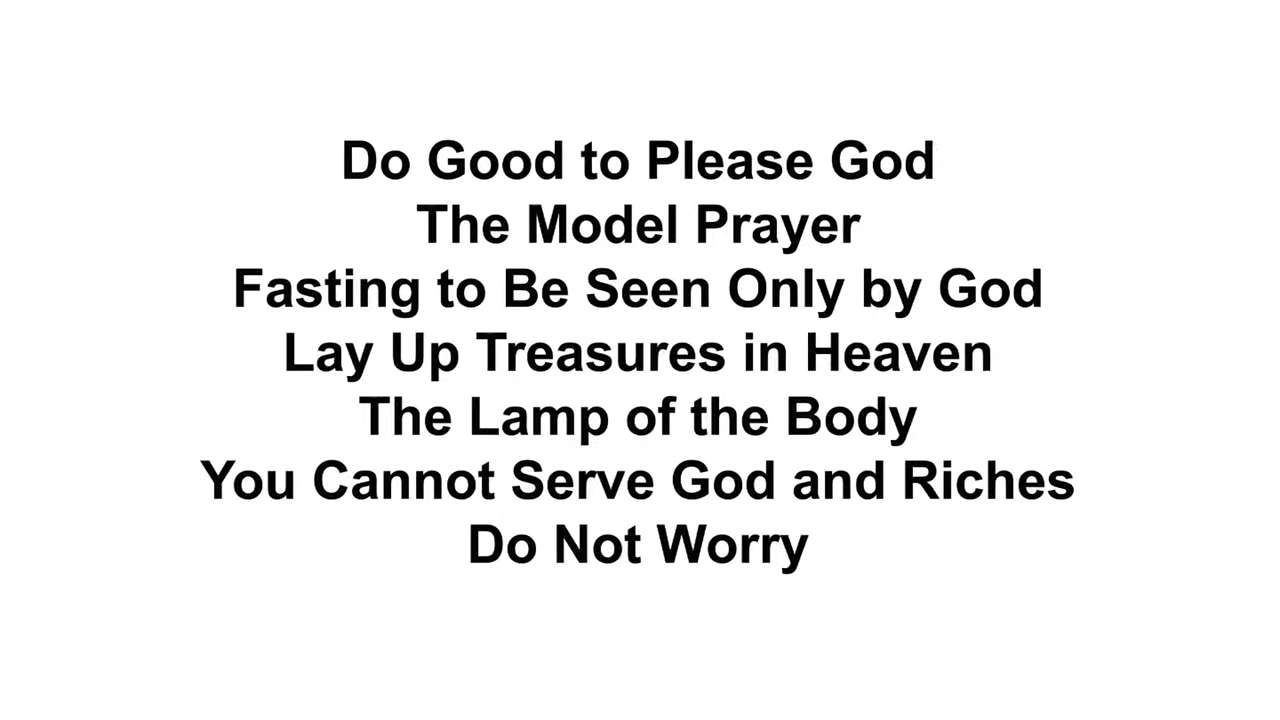 Do Good to Please God
The Model Prayer
Fasting to Be Seen Only by God
Lay Up Treasures in Heaven
The Lamp of the Body
You Cannot Serve God and Riches
Do Not Worry